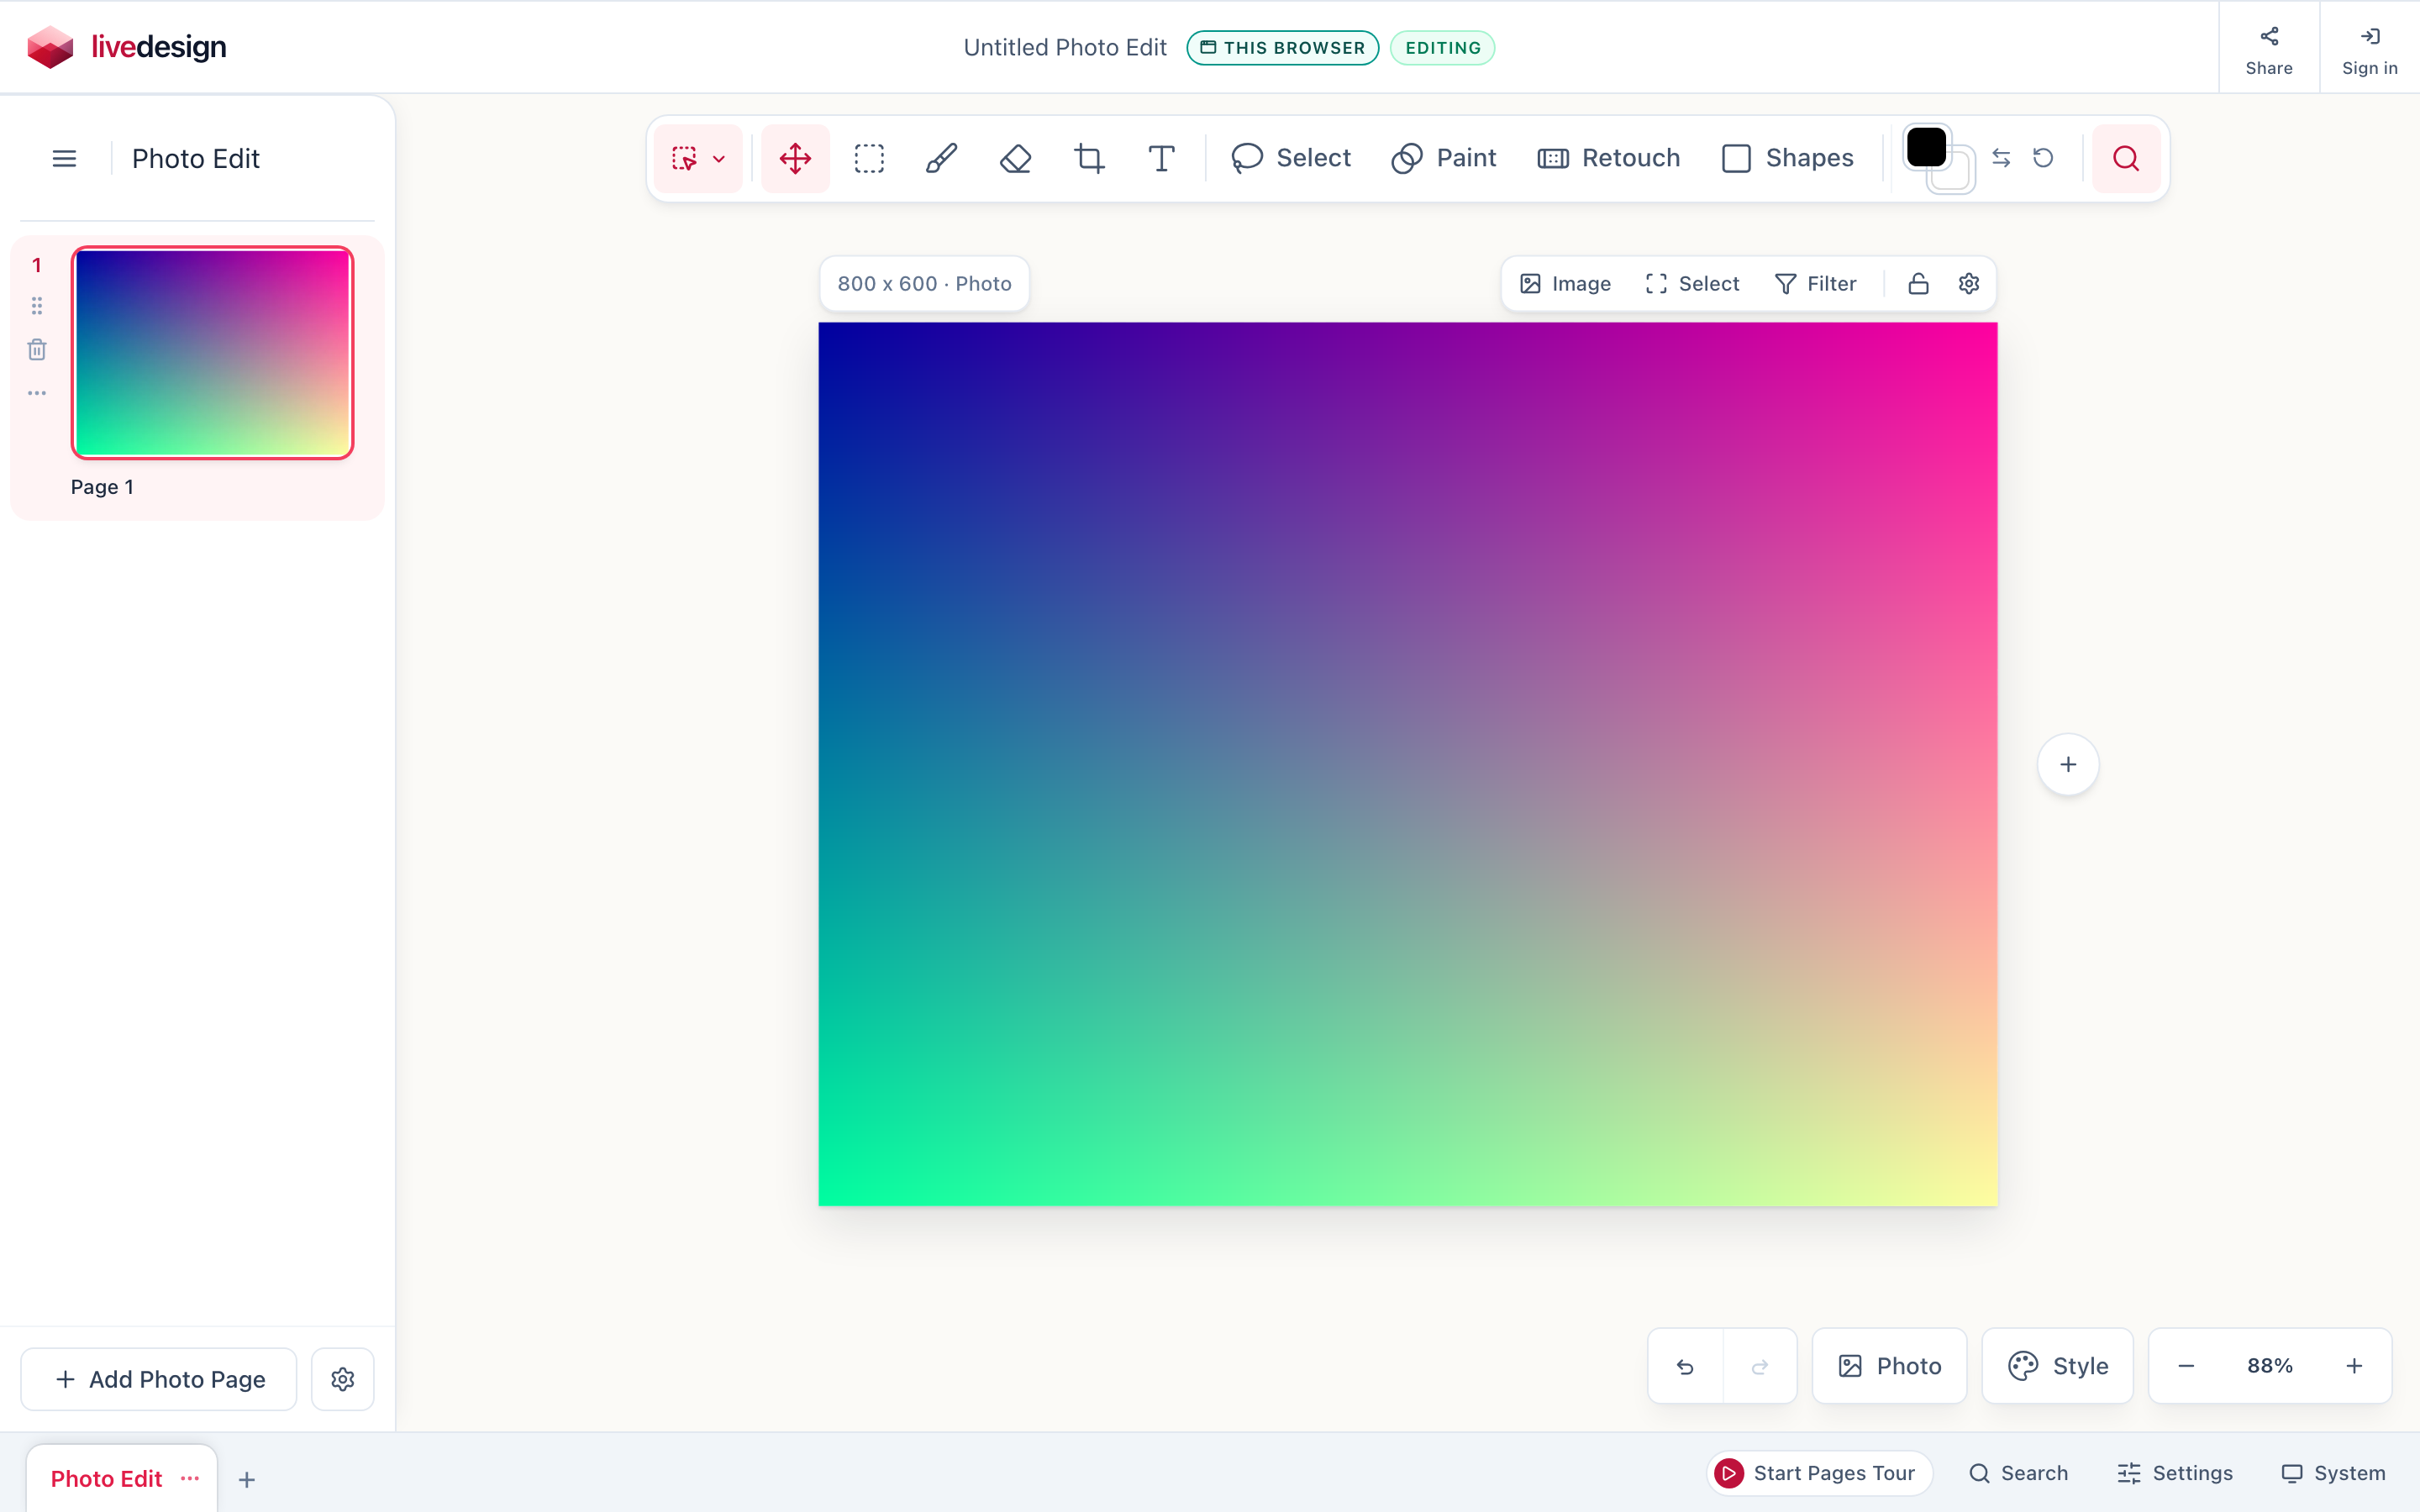 livedesign
Untitled Photo Edit
THIS BROWSER
EDITING
Share
Sign in
Photo Edit
Select
Paint
Retouch
Shapes
1
Page 1
800 x 600 · Photo
Image
Select
Filter
Add Photo Page
Photo
Style
88%
Photo Edit
Start Pages Tour
Search
Settings
System